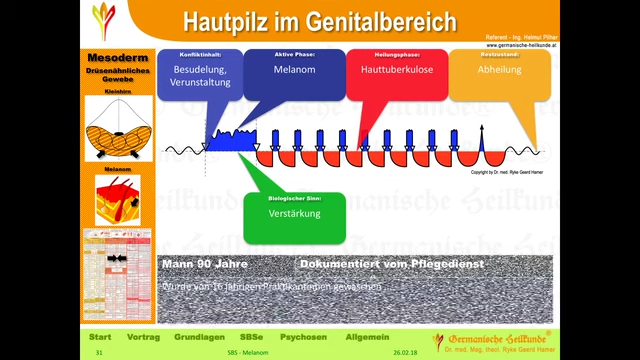 Hautpilz im Genitalbereich
Referent - Ing. Helmut Pilhar
www.germanische-heilkunde.at
Mesoderm
Drüsenähnliches
Gewebe
Kleinhirn
Melanom
Konfliktinhalt:
Besudelung,
Verunstaltung
Aktive Phase:
Melanom
Heilungsphase:
Hauttuberkulose
Restzustand:
Abheilung
Copyright by Dr. med. Ryke Geerd Hamer
Biologischer Sinn:
Verstärkung
Mann 90 Jahre Dokumentiert vom Pflegedienst
Wurde von 16 jährigen Praktikantinnen gewaschen
Start Vortrag Grundlagen SBSe Psychosen Allgemein
Germanische Heilkunde®
Dr. med. Mag. theol. Ryke Geerd Hamer
31 SBS - Melanom 26.02.18